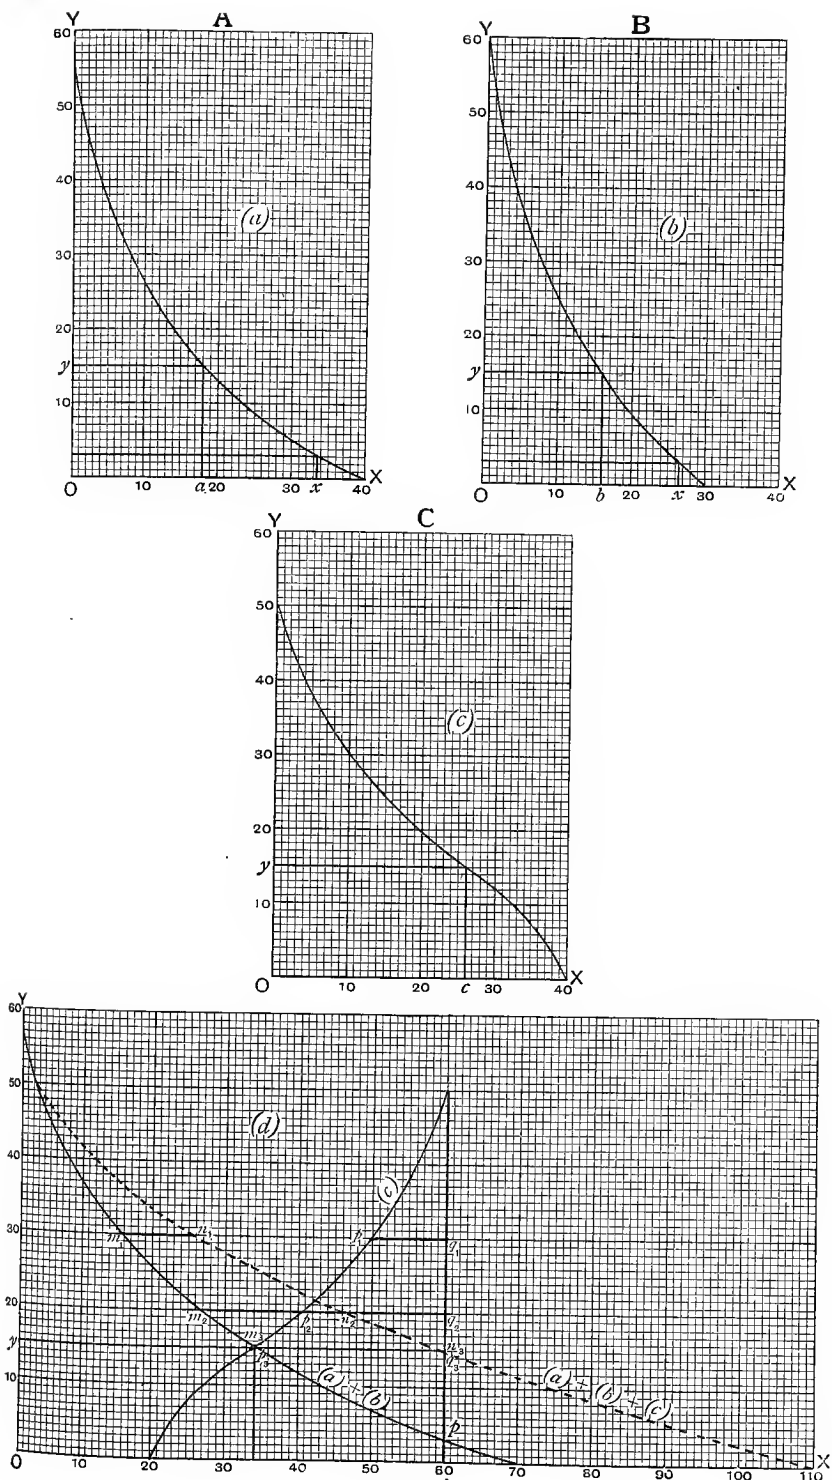 Y A
60
50
40
(a)
30
20
y
10
O 10 a 20 30 x 40 X
Y B
60
50
40
(b)
30
20
y
10
O 10 b 20 x 30 40 X
Y C
60
50
40
(c)
30
20
y
10
O 10 20 c 30 40 X
Y
60
50
(d)
40
(c)
30
m₁ n₁ p₁ q₁
20
m₂ p₂ n₂ q₂
y m₃ n₃
p₃ q₃
10
(a)+(b) (a)+(b)+(c)
p
O 10 20 30 40 50 60 70 80 90 100 110 X